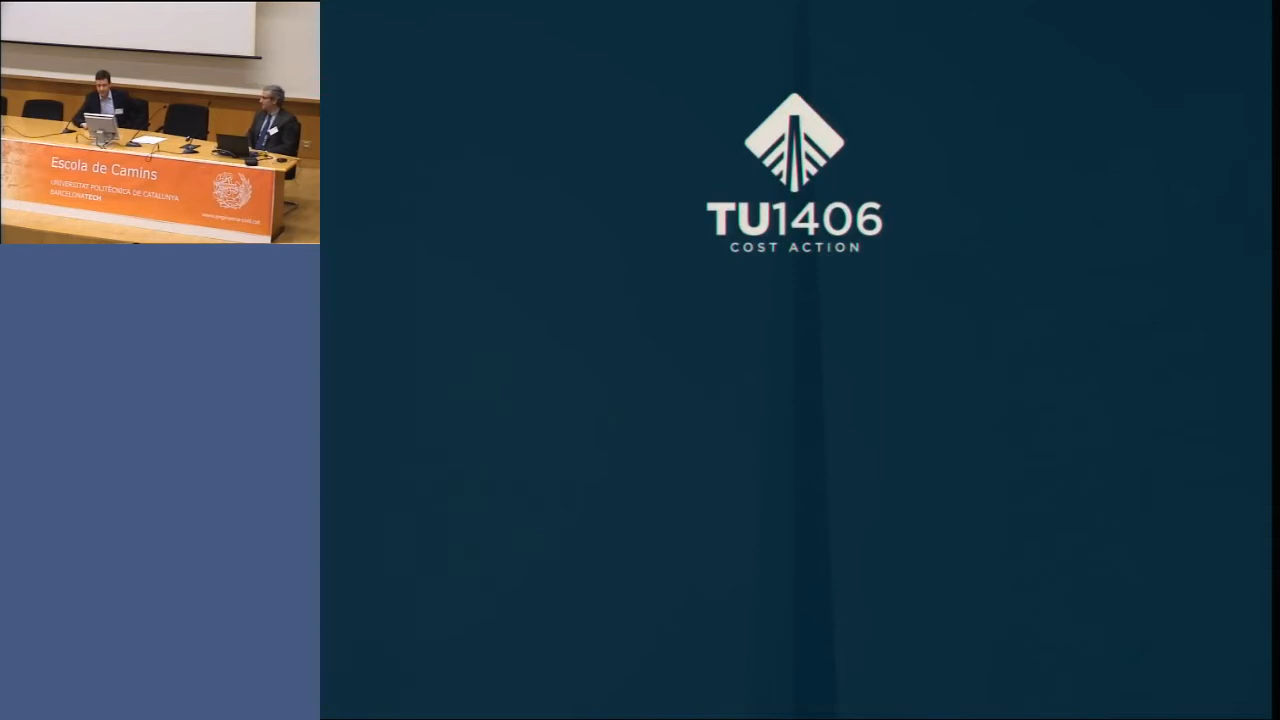 Escola de Camins
UNIVERSITAT POLITÈCNICA DE CATALUNYA
BARCELONATECH
TU1406
COST ACTION